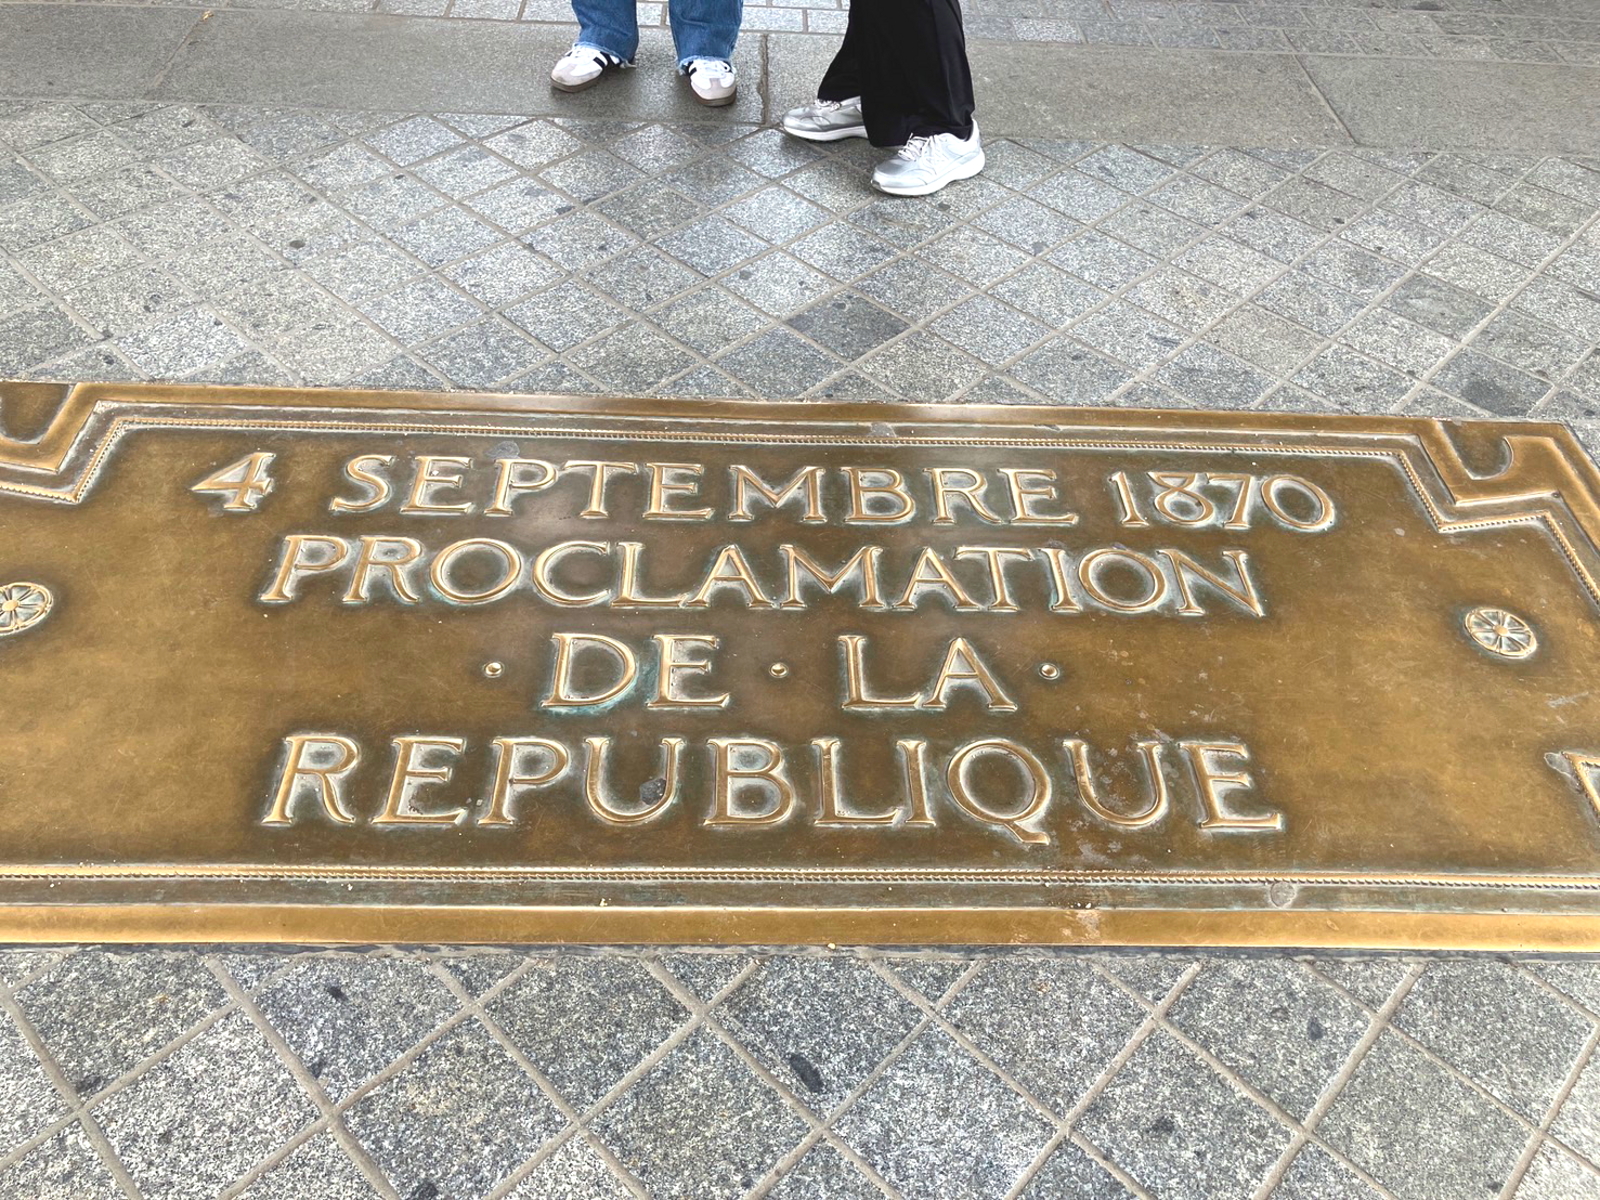 4 SEPTEMBRE 1870
PROCLAMATION
· DE · LA ·
REPUBLIQUE